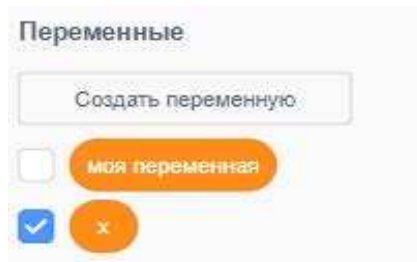 Переменные
Создать переменную
моя переменная
x